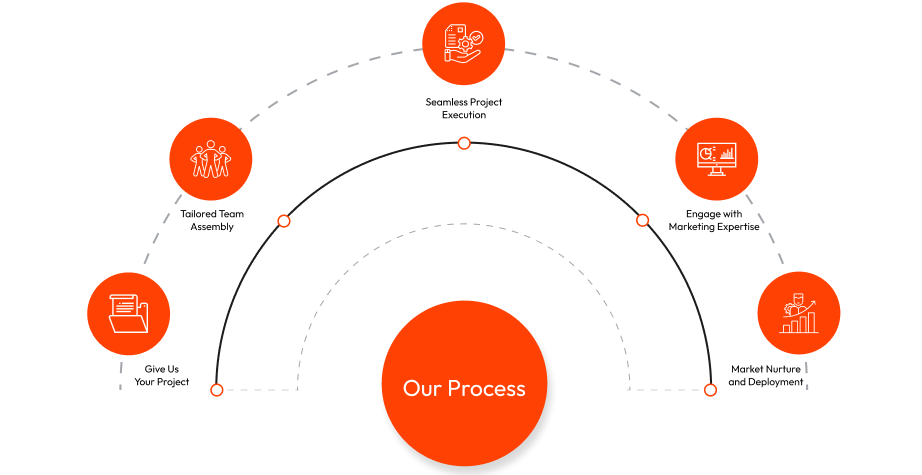 Seamless Project
Execution
Tailored Team
Assembly
Engage with
Marketing Expertise
Give Us
Your Project
Market Nurture
and Deployment
Our Process